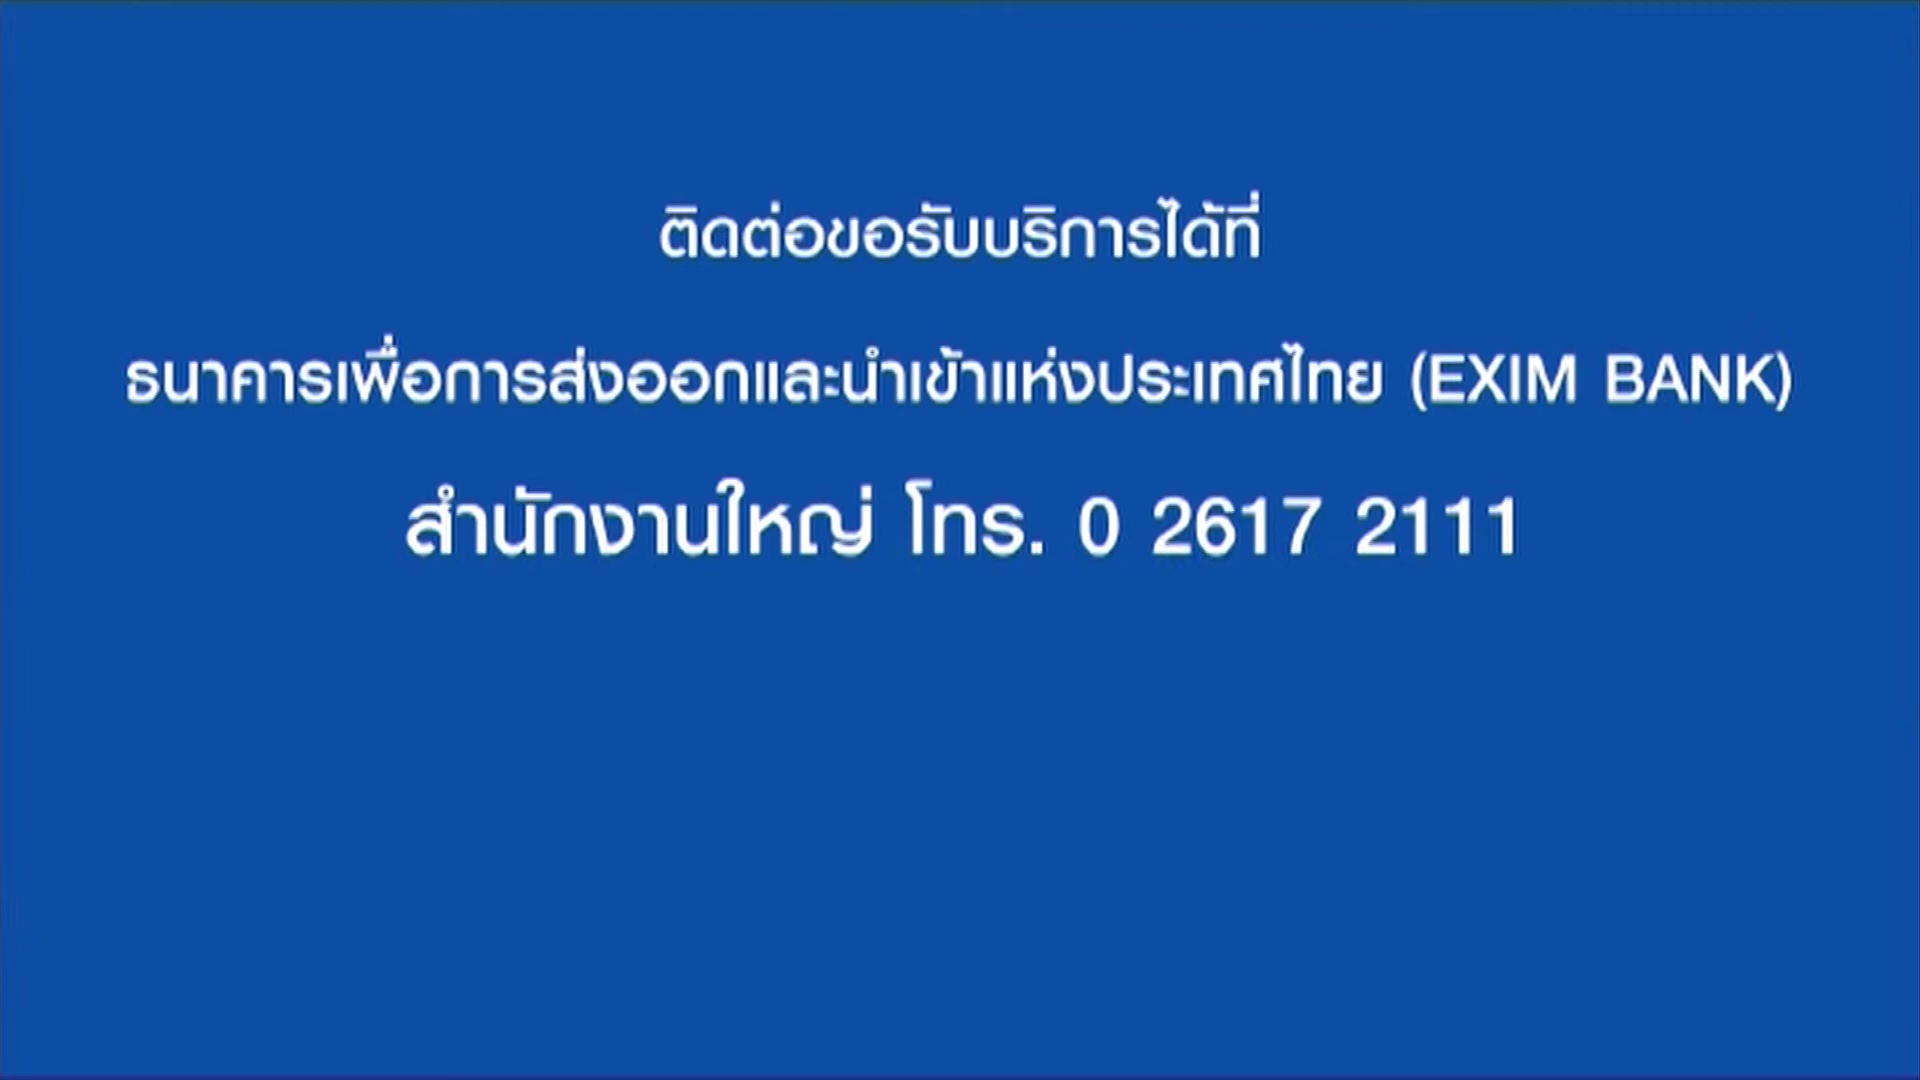 ติดต่อขอรับบริการได้ที่
ธนาคารเพื่อการส่งออกและนำเข้าแห่งประเทศไทย (EXIM BANK)
สำนักงานใหญ่ โทร. 0 2617 2111